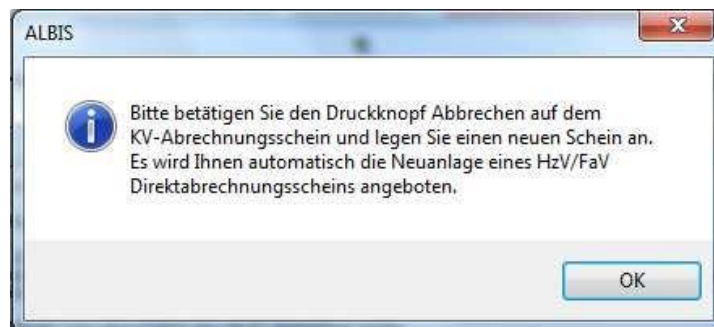 ALBIS
Bitte betätigen Sie den Druckknopf Abbrechen auf dem
KV-Abrechnungsschein und legen Sie einen neuen Schein an.
Es wird Ihnen automatisch die Neuanlage eines HzV/FaV
Direktabrechnungsscheins angeboten.
OK